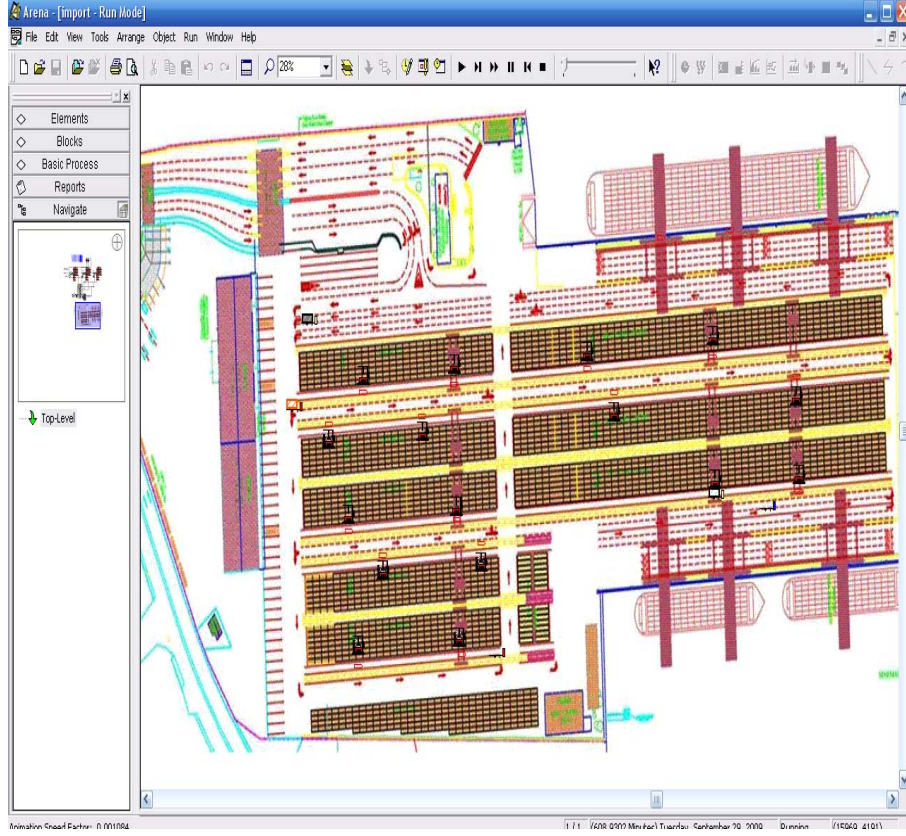 Arena - [import - Run Mode]
File Edit View Tools Arrange Object Run Window Help
28%
Elements
Blocks
Basic Process
Reports
Navigate
Top-Level
Animation Speed Factor: 0.001084
1 / 1 (608.9302 Minutes) Tuesday, September 29, 2009 Running (15969, 4191)